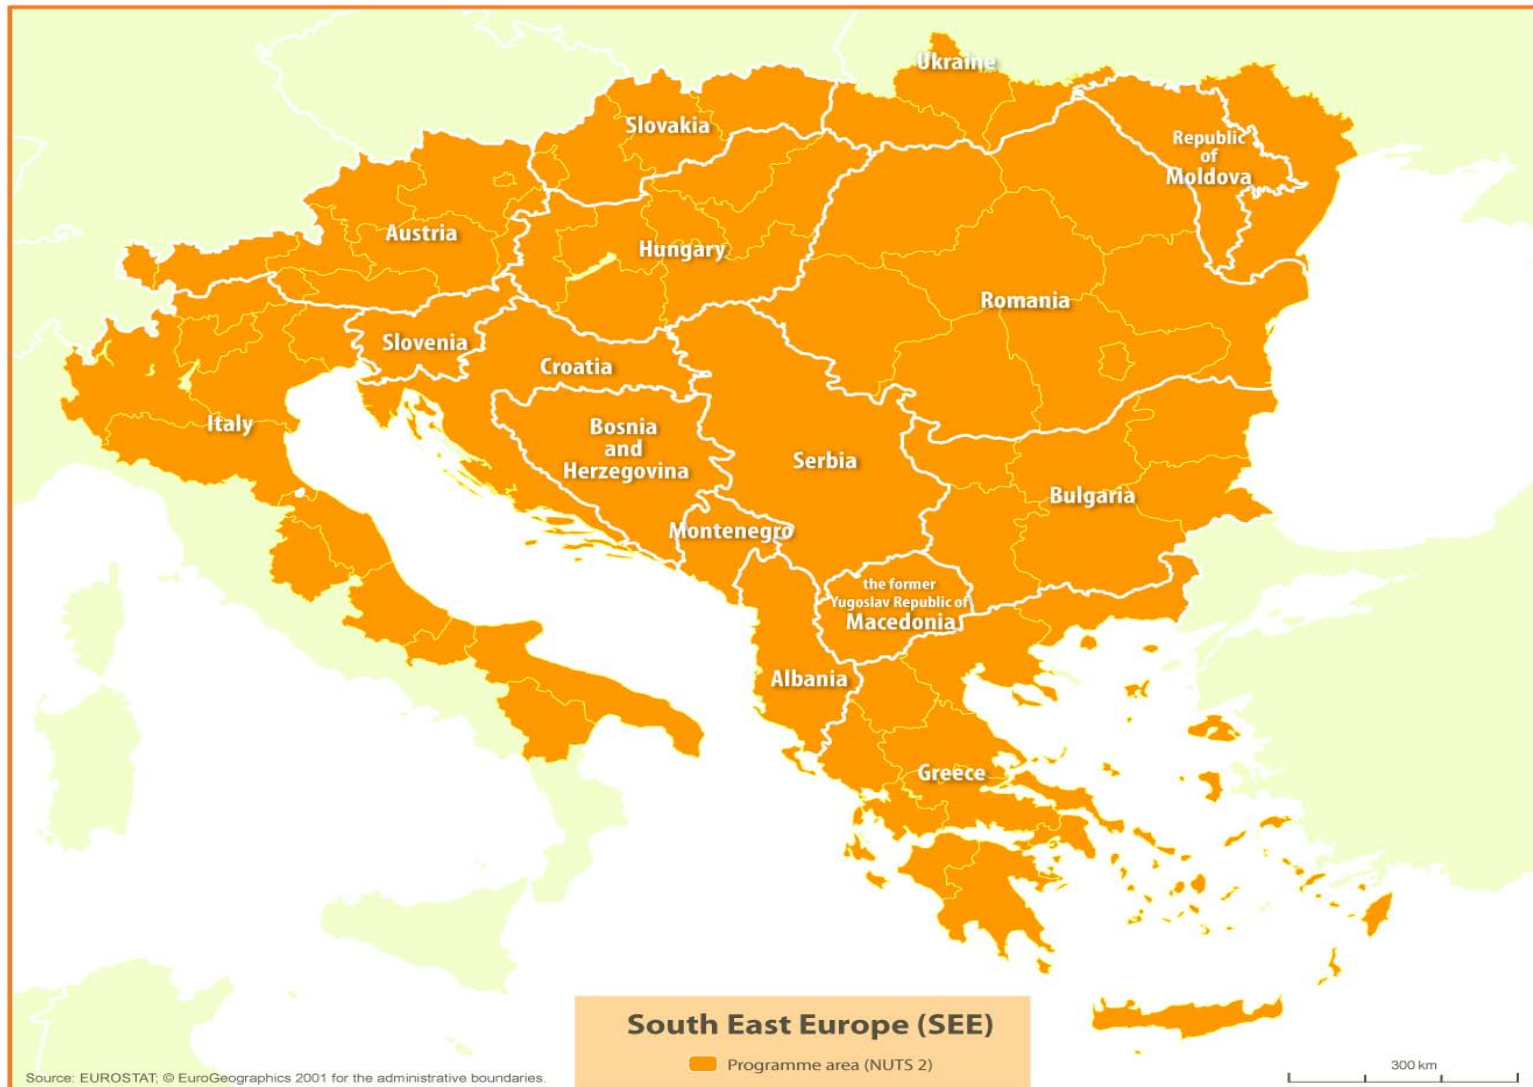 Ukraine
Slovakia
Republic
of
Moldova
Austria
Hungary
Romania
Slovenia
Croatia
Italy
Bosnia
and
Herzegovina
Serbia
Bulgaria
Montenegro
the former
Yugoslav Republic of
Macedonia
Albania
Greece
South East Europe (SEE)
Programme area (NUTS 2)
300 km
Source: EUROSTAT; © EuroGeographics 2001 for the administrative boundaries.